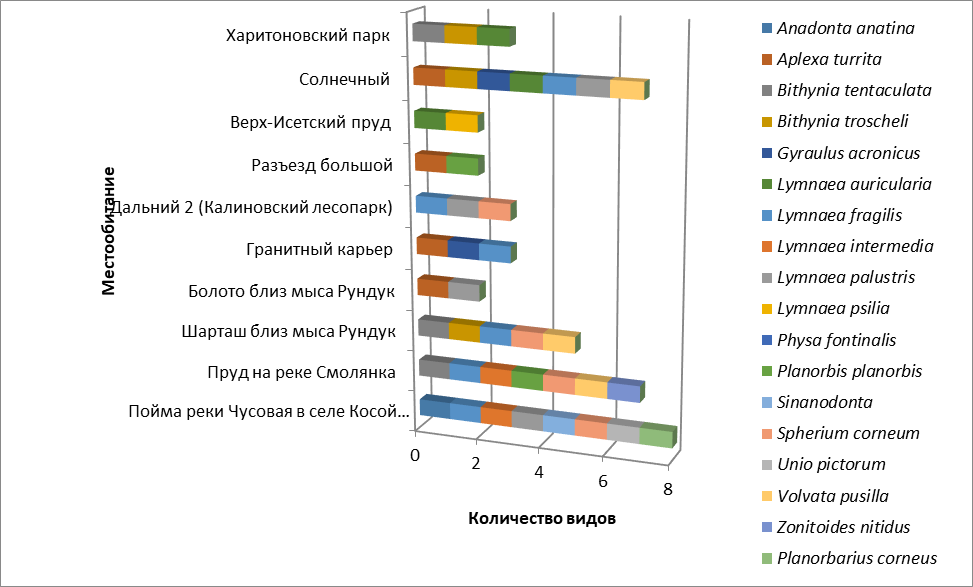 Харитоновский парк
Солнечный
Верх-Исетский пруд
Разъезд большой
Дальний 2 (Калиновский лесопарк)
Гранитный карьер
Болото близ мыса Рундук
Шарташ близ мыса Рундук
Пруд на реке Смолянка
Пойма реки Чусовая в селе Косой...
Местообитание
0
2
4
6
8
Количество видов
Anadonta anatina
Aplexa turrita
Bithynia tentaculata
Bithynia troscheli
Gyraulus acronicus
Lymnaea auricularia
Lymnaea fragilis
Lymnaea intermedia
Lymnaea palustris
Lymnaea psilia
Physa fontinalis
Planorbis planorbis
Sinanodonta
Spherium corneum
Unio pictorum
Volvata pusilla
Zonitoides nitidus
Planorbarius corneus